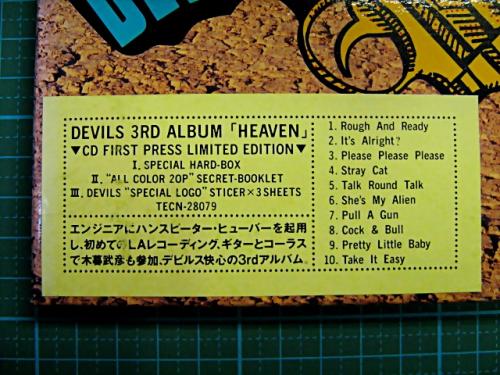 DEVILS 3RD ALBUM「HEAVEN」
▼CD FIRST PRESS LIMITED EDITION▼
Ⅰ. SPECIAL HARD-BOX
Ⅱ. "ALL COLOR 20P" SECRET-BOOKLET
Ⅲ. DEVILS "SPECIAL LOGO" STICER×3SHEETS
TECN-28079
エンジニアにハンスピーター・ヒューバーを起用
し、初めてのLAレコーディング。ギターとコーラス
で木暮武彦も参加。デビルス快心の3rdアルバム。
1. Rough And Ready
2. It's Alright?
3. Please Please Please
4. Stray Cat
5. Talk Round Talk
6. She's My Alien
7. Pull A Gun
8. Cock & Bull
9. Pretty Little Baby
10. Take It Easy